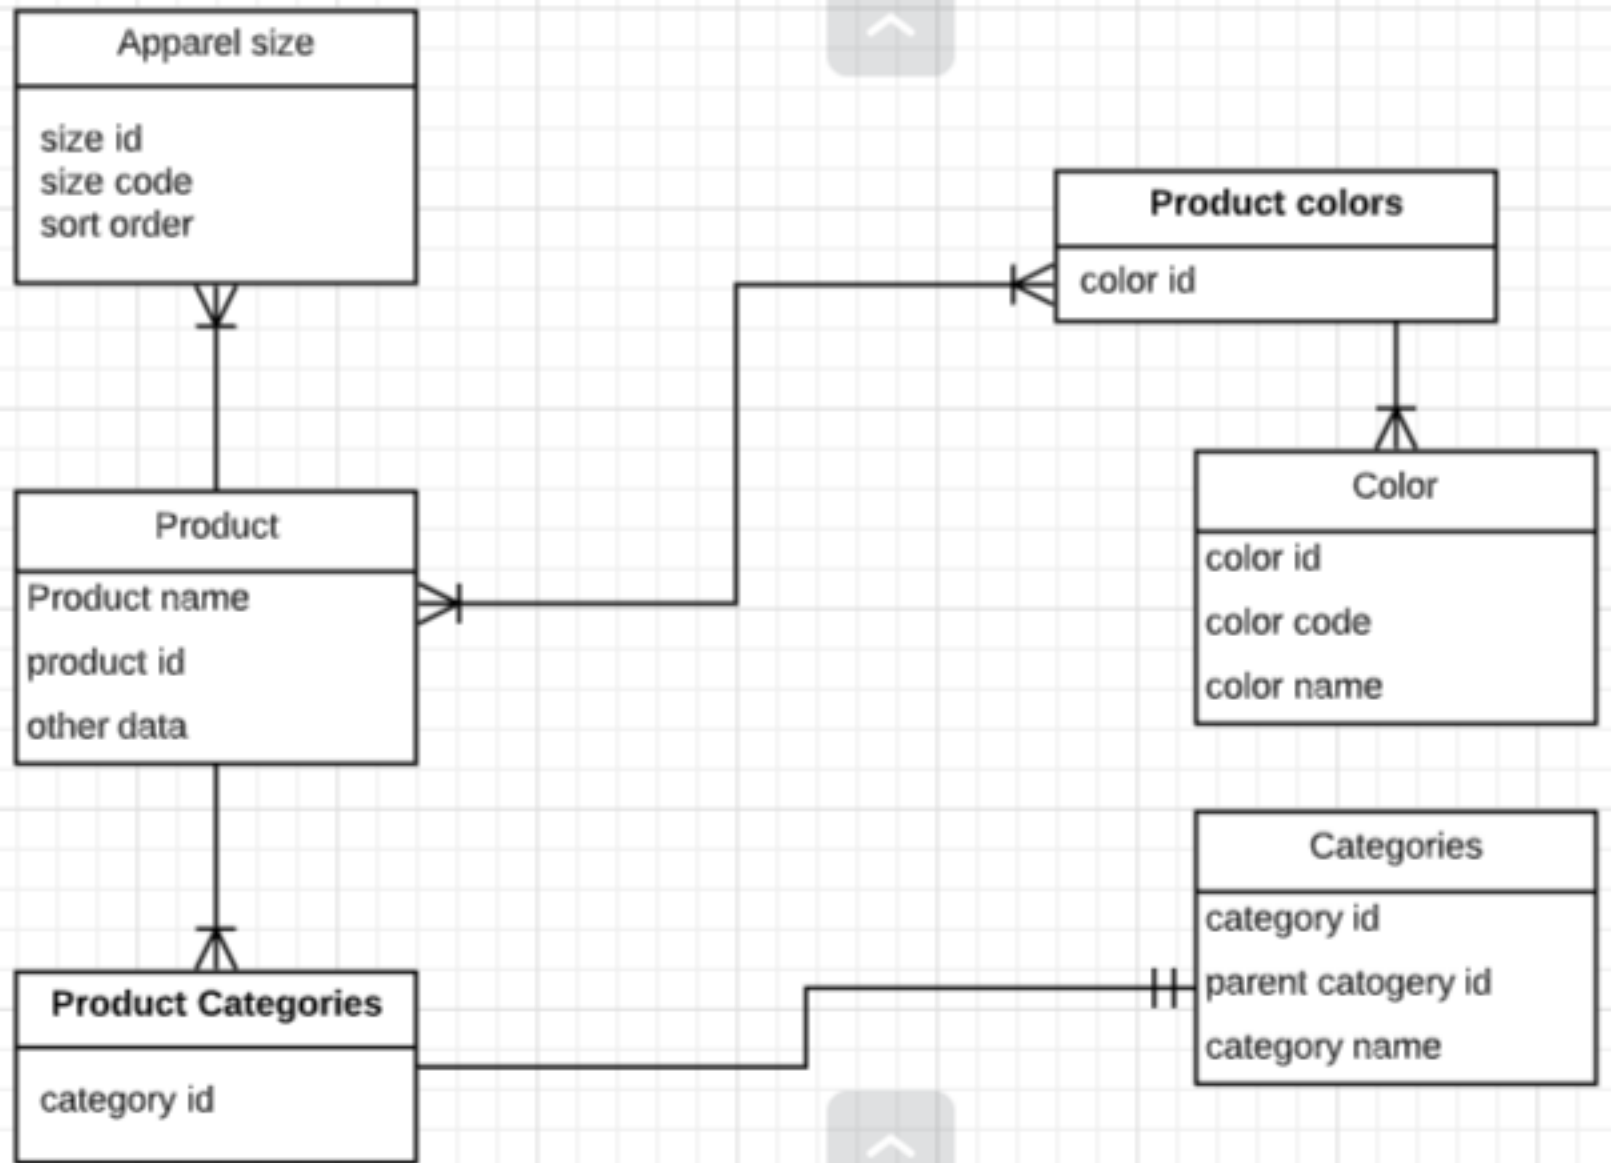 Apparel size
size id
size code
sort order
Product colors
color id
Product
Product name
product id
other data
Color
color id
color code
color name
Categories
category id
parent catogery id
category name
Product Categories
category id